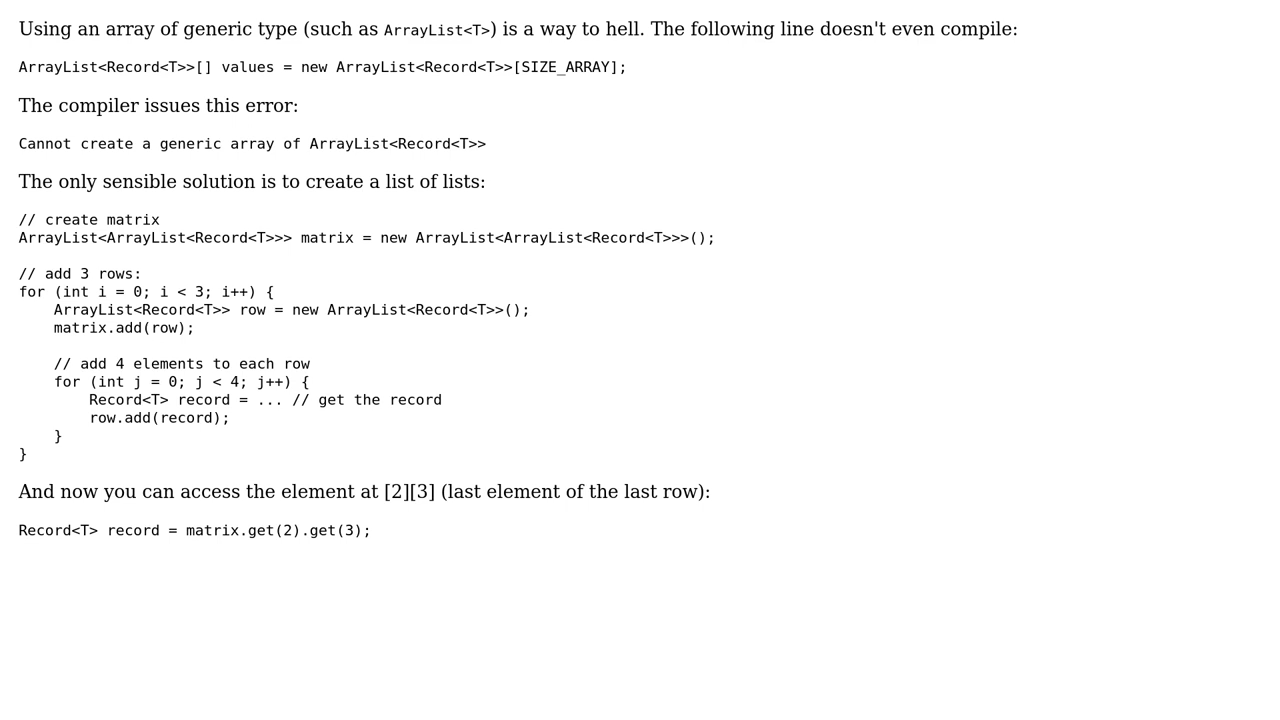 Using an array of generic type (such as ArrayList<T>) is a way to hell. The following line doesn't even compile:
ArrayList<Record<T>>[] values = new ArrayList<Record<T>>[SIZE_ARRAY];
The compiler issues this error:
Cannot create a generic array of ArrayList<Record<T>>
The only sensible solution is to create a list of lists:
// create matrix
ArrayList<ArrayList<Record<T>>> matrix = new ArrayList<ArrayList<Record<T>>>();

// add 3 rows:
for (int i = 0; i < 3; i++) {
    ArrayList<Record<T>> row = new ArrayList<Record<T>>();
    matrix.add(row);

    // add 4 elements to each row
    for (int j = 0; j < 4; j++) {
        Record<T> record = ... // get the record
        row.add(record);
    }
}
And now you can access the element at [2][3] (last element of the last row):
Record<T> record = matrix.get(2).get(3);